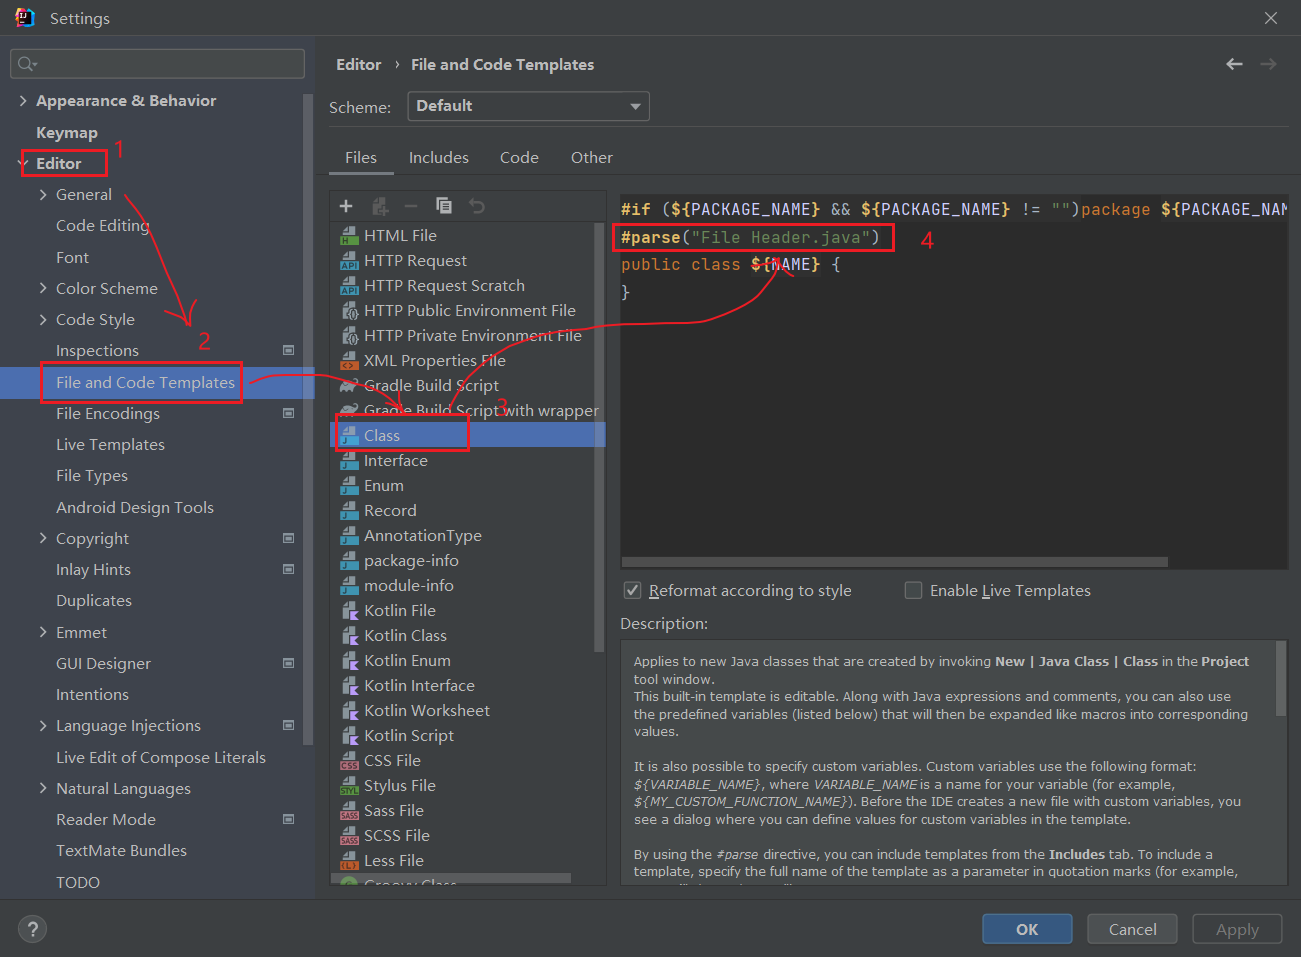 Settings
Appearance & Behavior
Keymap
Editor
1
General
Code Editing
Font
Color Scheme
Code Style
Inspections
2
File and Code Templates
File Encodings
Live Templates
File Types
Android Design Tools
Copyright
Inlay Hints
Duplicates
Emmet
GUI Designer
Intentions
Language Injections
Live Edit of Compose Literals
Natural Languages
Reader Mode
TextMate Bundles
TODO
Editor › File and Code Templates
Scheme: Default
Files Includes Code Other
HTML File
HTTP Request
HTTP Request Scratch
HTTP Public Environment File
HTTP Private Environment File
XML Properties File
Gradle Build Script
Gradle Build Script with wrapper
3
Class
Interface
Enum
Record
AnnotationType
package-info
module-info
Kotlin File
Kotlin Class
Kotlin Enum
Kotlin Interface
Kotlin Worksheet
Kotlin Script
CSS File
Stylus File
Sass File
SCSS File
Less File
Groovy Class
#if (${PACKAGE_NAME} && ${PACKAGE_NAME} != "")package ${PACKAGE_NAM
#parse("File Header.java")
4
public class ${NAME} {
}
Reformat according to style Enable Live Templates
Description:
Applies to new Java classes that are created by invoking New | Java Class | Class in the Project
tool window.
This built-in template is editable. Along with Java expressions and comments, you can also use
the predefined variables (listed below) that will then be expanded like macros into corresponding
values.
It is also possible to specify custom variables. Custom variables use the following format:
${VARIABLE_NAME}, where VARIABLE_NAME is a name for your variable (for example,
${MY_CUSTOM_FUNCTION_NAME}). Before the IDE creates a new file with custom variables, you
see a dialog where you can define values for custom variables in the template.
By using the #parse directive, you can include templates from the Includes tab. To include a
template, specify the full name of the template as a parameter in quotation marks (for example,
? OK Cancel Apply